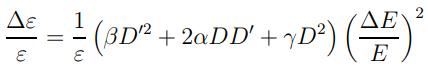 Δε/ε = 1/ε (βD′² + 2αDD′ + γD²) (ΔE/E)²